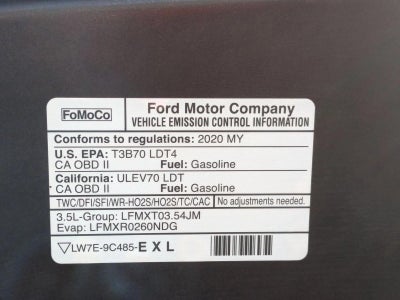 FoMoCo
Ford Motor Company
VEHICLE EMISSION CONTROL INFORMATION
Conforms to regulations: 2020 MY
U.S. EPA: T3B70 LDT4
CA OBD II Fuel: Gasoline
California: ULEV70 LDT
CA OBD II Fuel: Gasoline
TWC/DFI/SFI/WR-HO2S/HO2S/TC/CAC No adjustments needed.
3.5L-Group: LFMXT03.54JM
Evap: LFMXR0260NDG
LW7E-9C485-EXL